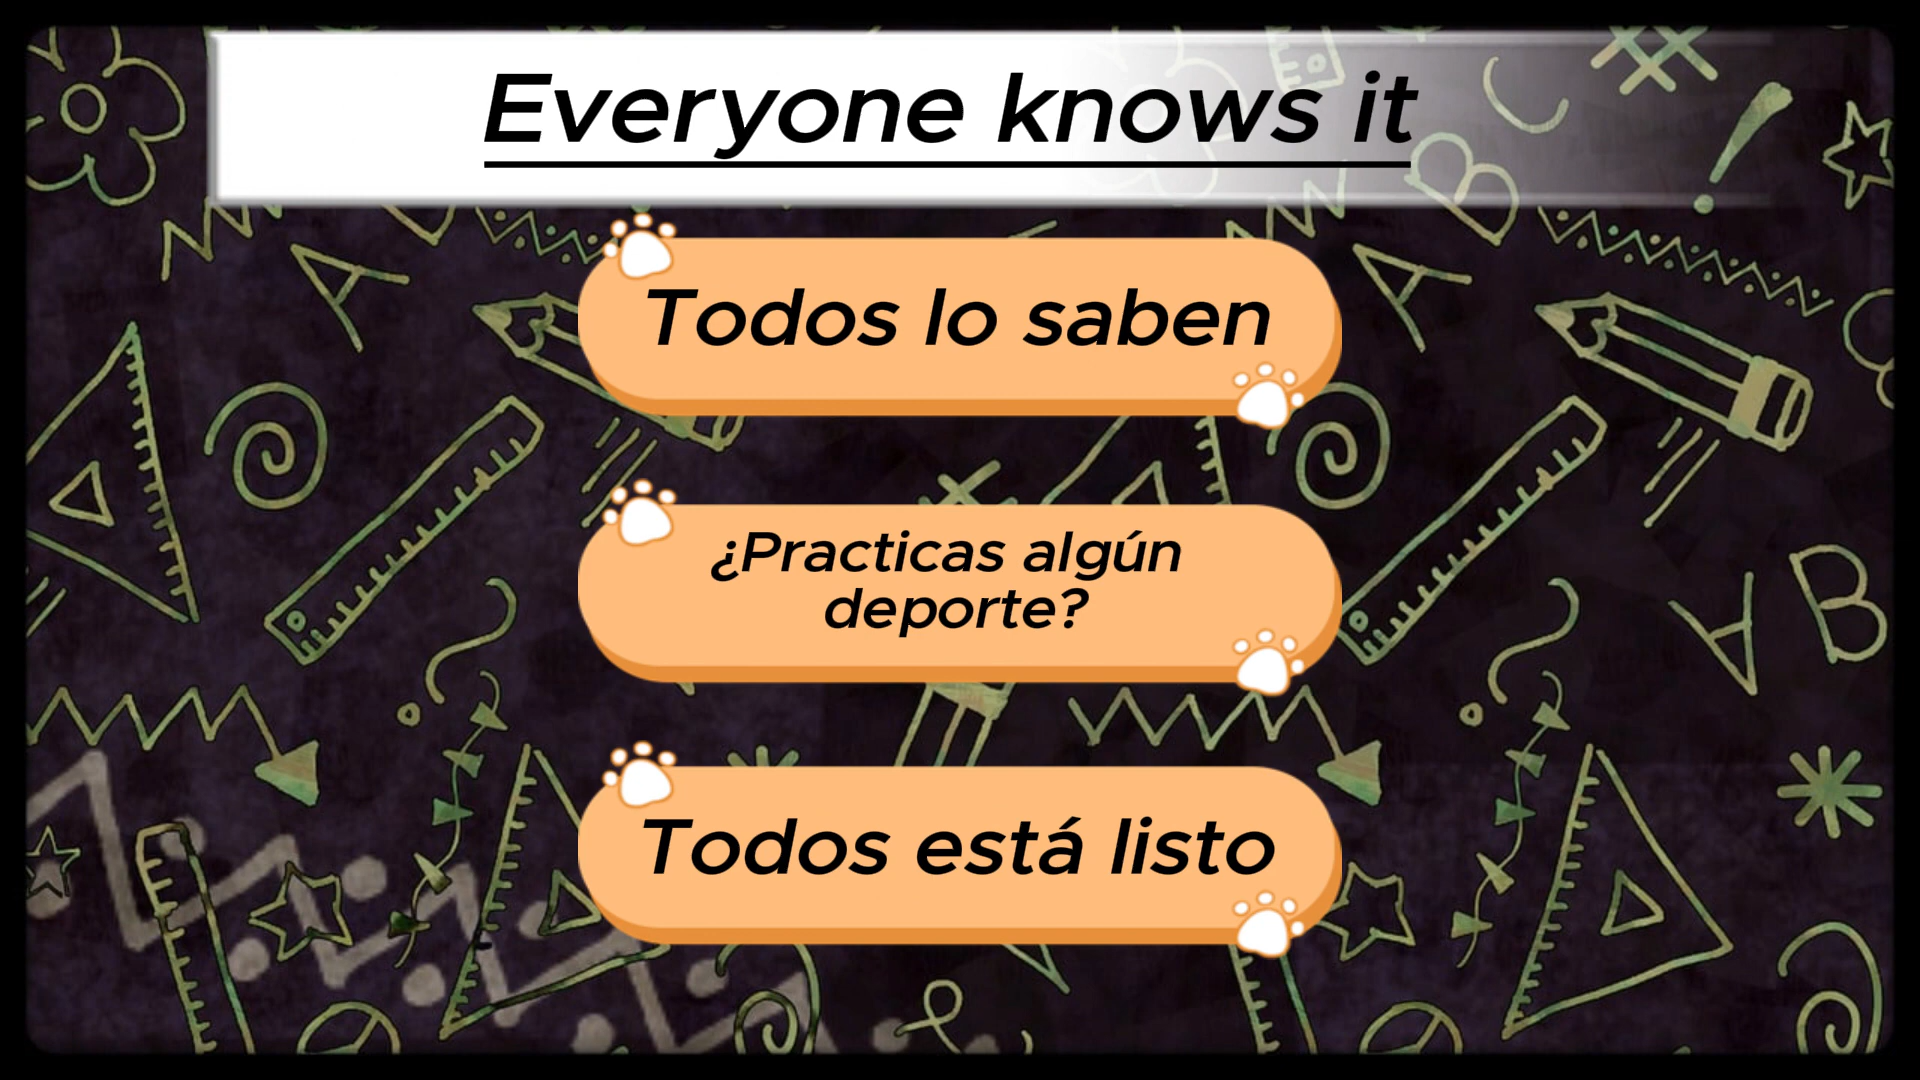 Everyone knows it
Todos lo saben
¿Practicas algún
deporte?
Todos está listo